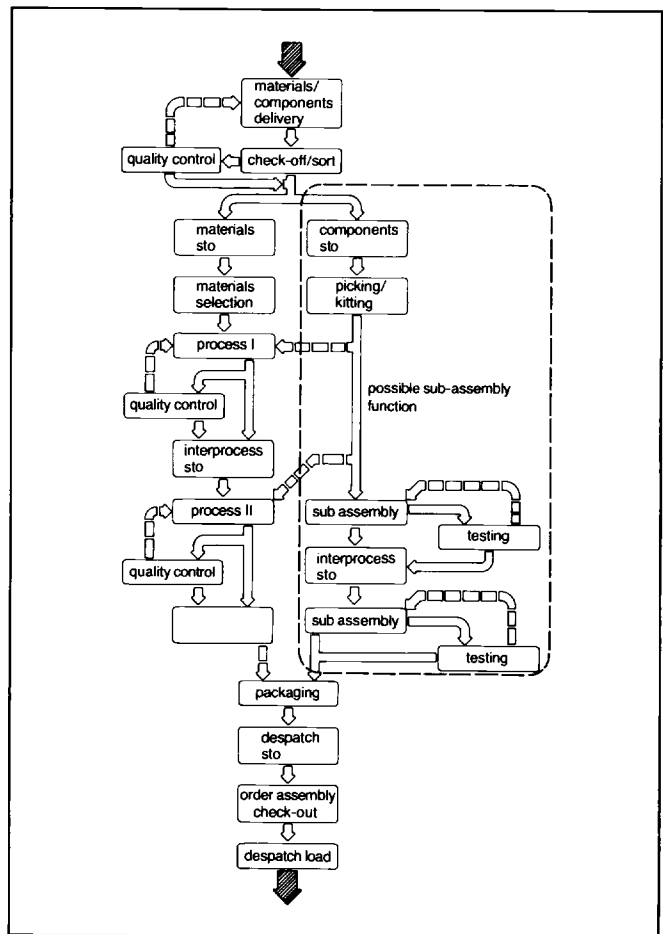 materials/
components
delivery
quality control
check-off/sort
materials
sto
components
sto
materials
selection
picking/
kitting
process I
possible sub-assembly
function
quality control
interprocess
sto
process II
sub assembly
testing
quality control
interprocess
sto
sub assembly
testing
packaging
despatch
sto
order assembly
check-out
despatch load